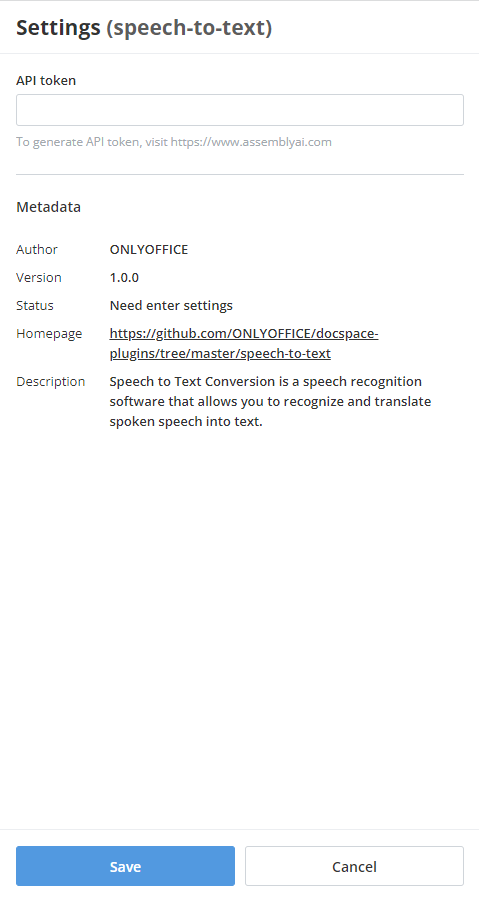 Settings (speech-to-text)
API token
To generate API token, visit https://www.assemblyai.com
Metadata
Author ONLYOFFICE
Version 1.0.0
Status Need enter settings
Homepage https://github.com/ONLYOFFICE/docspace-
plugins/tree/master/speech-to-text
Description Speech to Text Conversion is a speech recognition
software that allows you to recognize and translate
spoken speech into text.
Save Cancel